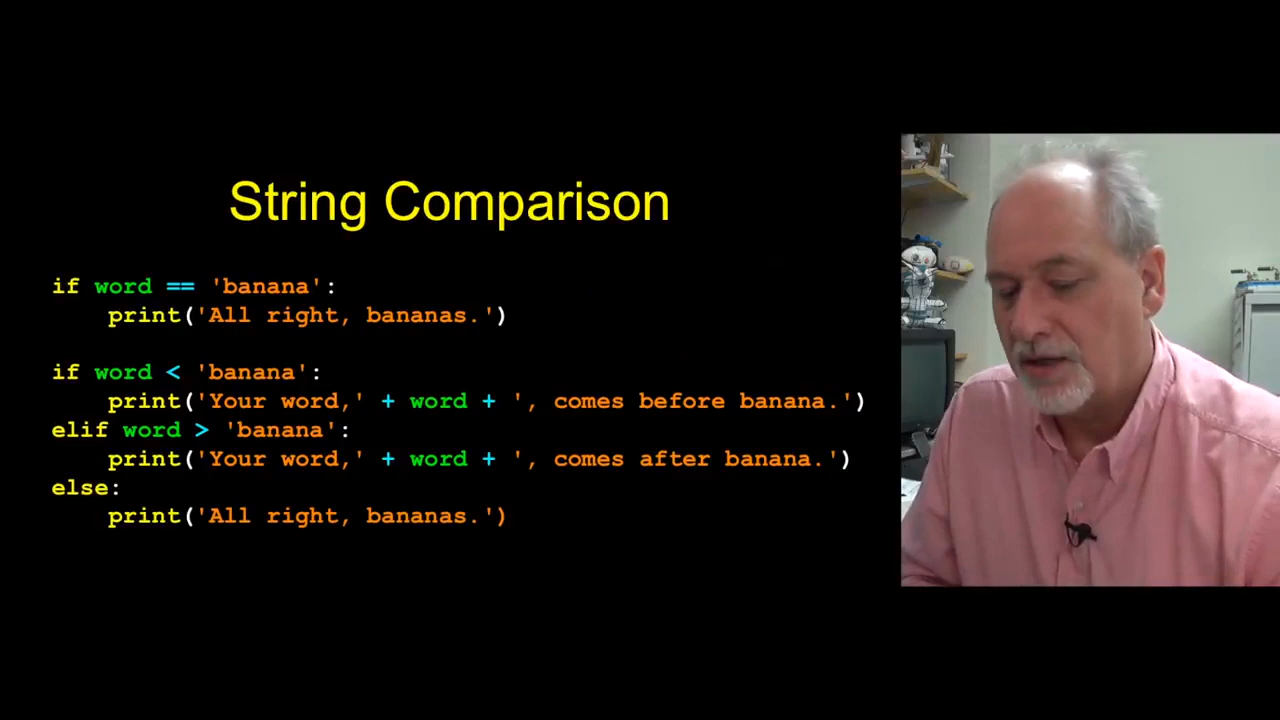 String Comparison
if word == 'banana':
    print('All right, bananas.')
if word < 'banana':
    print('Your word,' + word + ', comes before banana.')
elif word > 'banana':
    print('Your word,' + word + ', comes after banana.')
else:
    print('All right, bananas.')